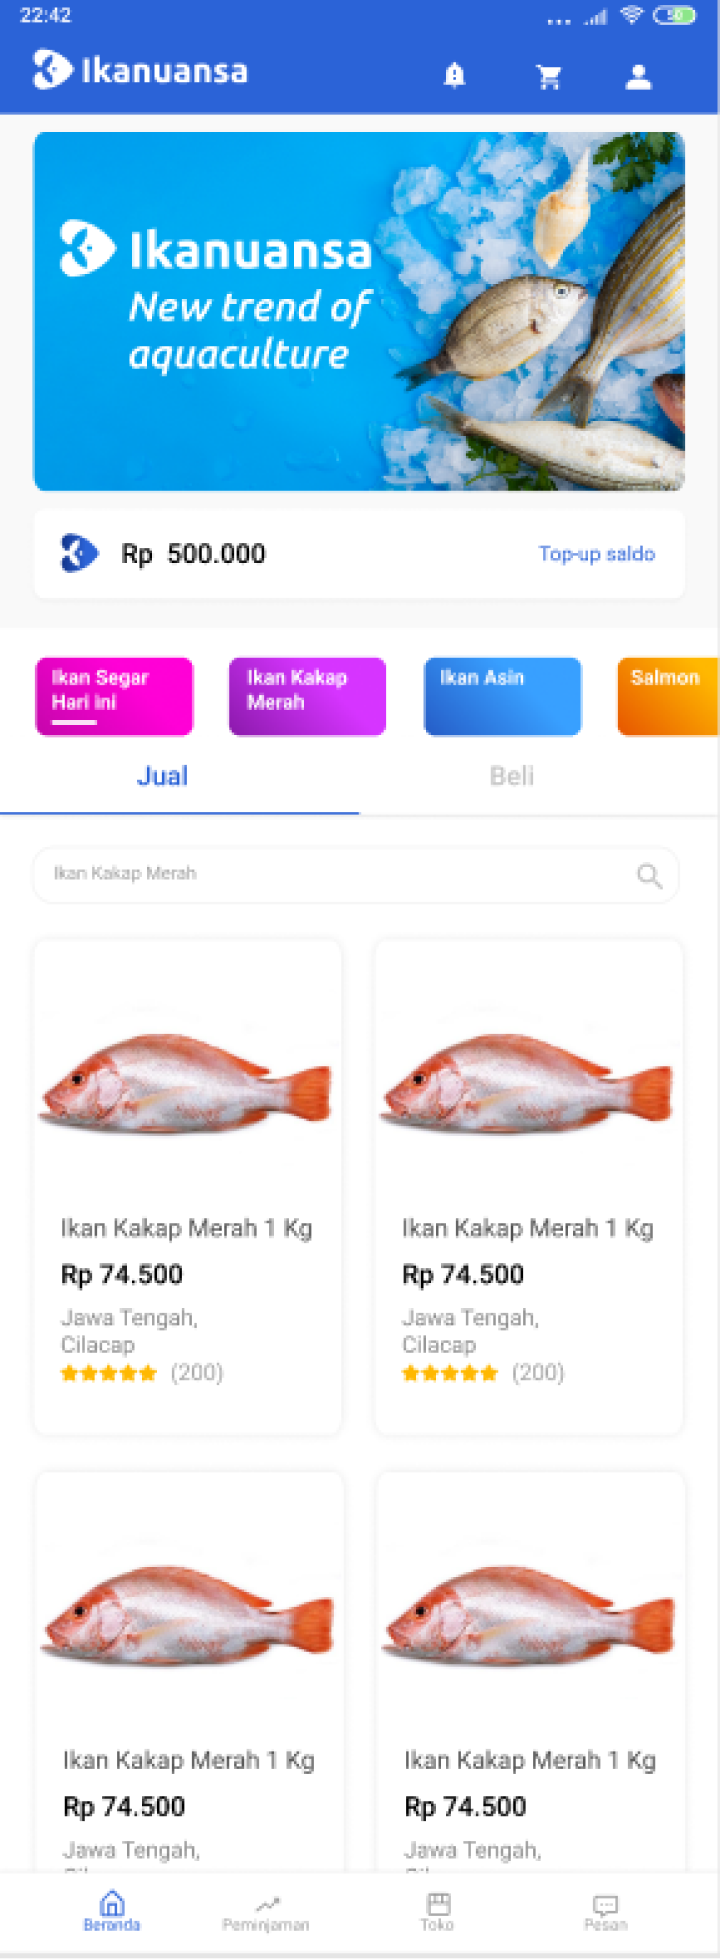 22:42
50
Ikanuansa
Ikanuansa
New trend of
aquaculture
Rp 500.000
Top-up saldo
Ikan Segar
Hari ini
Ikan Kakap
Merah
Ikan Asin
Salmon
Jual
Beli
Ikan Kakap Merah
Ikan Kakap Merah 1 Kg
Rp 74.500
Jawa Tengah,
Cilacap
(200)
Ikan Kakap Merah 1 Kg
Rp 74.500
Jawa Tengah,
Cilacap
(200)
Ikan Kakap Merah 1 Kg
Rp 74.500
Jawa Tengah,
Ikan Kakap Merah 1 Kg
Rp 74.500
Jawa Tengah,
Beranda
Peminjaman
Toko
Pesan